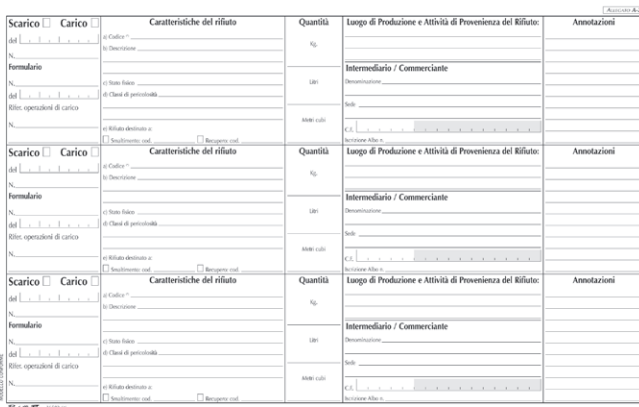 ALLEGATO A-2
Scarico Carico
del
N.
Formulario
N.
del
Rifer. operazioni di carico
N.
Caratteristiche del rifiuto
a) Codice
b) Descrizione
c) Stato fisico
d) Classi di pericolosità
e) Rifiuto destinato a:
Smaltimento cod. Recupero cod.
Quantità
Kg.
Litri
Metri cubi
Luogo di Produzione e Attività di Provenienza del Rifiuto:
Intermediario / Commerciante
Denominazione
Sede
C.F.
Iscrizione Albo n.
Annotazioni
Scarico Carico
del
N.
Formulario
N.
del
Rifer. operazioni di carico
N.
Caratteristiche del rifiuto
a) Codice
b) Descrizione
c) Stato fisico
d) Classi di pericolosità
e) Rifiuto destinato a:
Smaltimento cod. Recupero cod.
Quantità
Kg.
Litri
Metri cubi
Luogo di Produzione e Attività di Provenienza del Rifiuto:
Intermediario / Commerciante
Denominazione
Sede
C.F.
Iscrizione Albo n.
Annotazioni
Scarico Carico
del
N.
Formulario
N.
del
Rifer. operazioni di carico
N.
Caratteristiche del rifiuto
a) Codice
b) Descrizione
c) Stato fisico
d) Classi di pericolosità
e) Rifiuto destinato a:
Smaltimento cod. Recupero cod.
Quantità
Kg.
Litri
Metri cubi
Luogo di Produzione e Attività di Provenienza del Rifiuto:
Intermediario / Commerciante
Denominazione
Sede
C.F.
Iscrizione Albo n.
Annotazioni